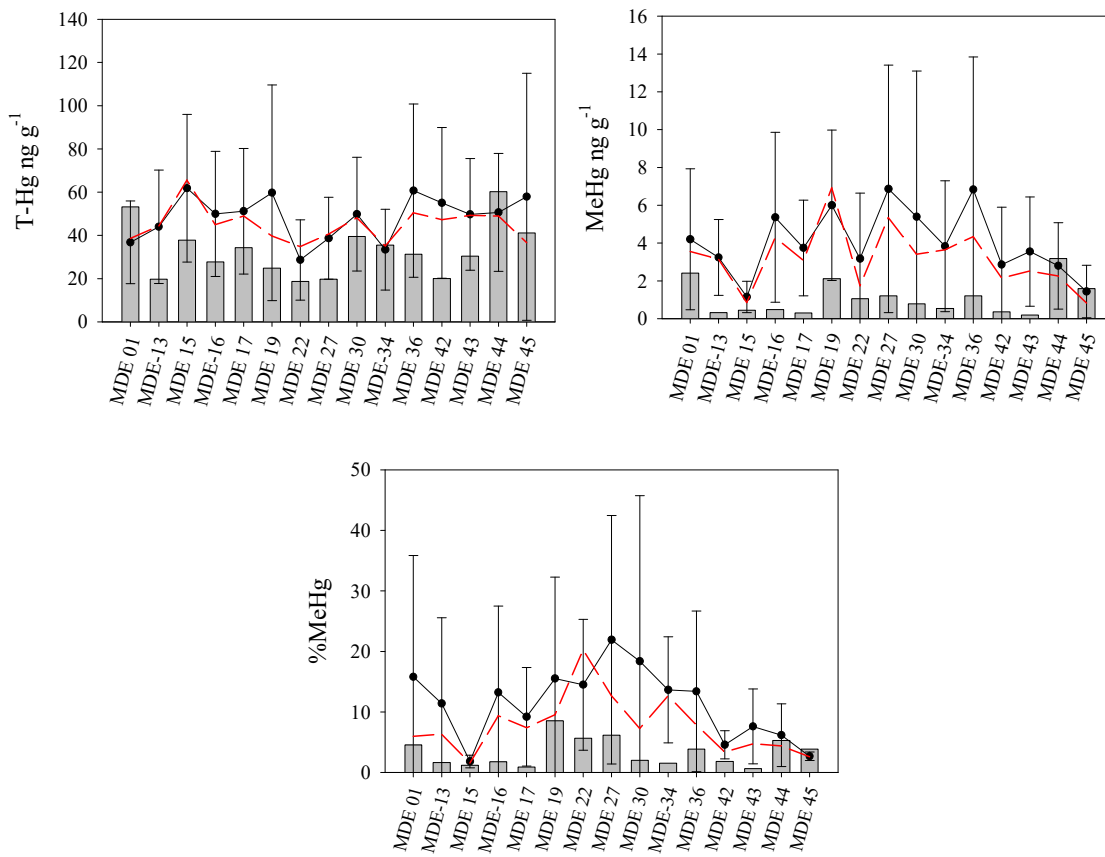 T-Hg ng g-1
140
120
100
80
60
40
20
0
MDE 01
MDE-13
MDE 15
MDE-16
MDE 17
MDE 19
MDE 22
MDE 27
MDE 30
MDE-34
MDE 36
MDE 42
MDE 43
MDE 44
MDE 45
MeHg ng g-1
16
14
12
10
8
6
4
2
0
MDE 01
MDE-13
MDE 15
MDE-16
MDE 17
MDE 19
MDE 22
MDE 27
MDE 30
MDE-34
MDE 36
MDE 42
MDE 43
MDE 44
MDE 45
%MeHg
50
40
30
20
10
0
MDE 01
MDE-13
MDE 15
MDE-16
MDE 17
MDE 19
MDE 22
MDE 27
MDE 30
MDE-34
MDE 36
MDE 42
MDE 43
MDE 44
MDE 45